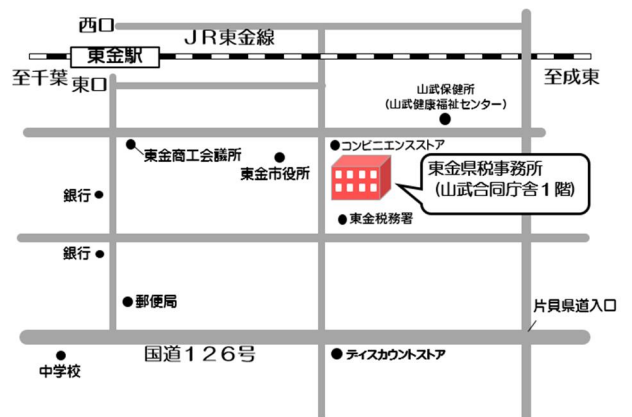 西口
JR東金線
東金駅
至千葉
東口
至成東
山武保健所
(山武健康福祉センター)
コンビニエンスストア
東金商工会議所
東金市役所
東金県税事務所
(山武合同庁舎1階)
銀行
東金税務署
銀行
郵便局
片貝県道入口
国道126号
ディスカウントストア
中学校